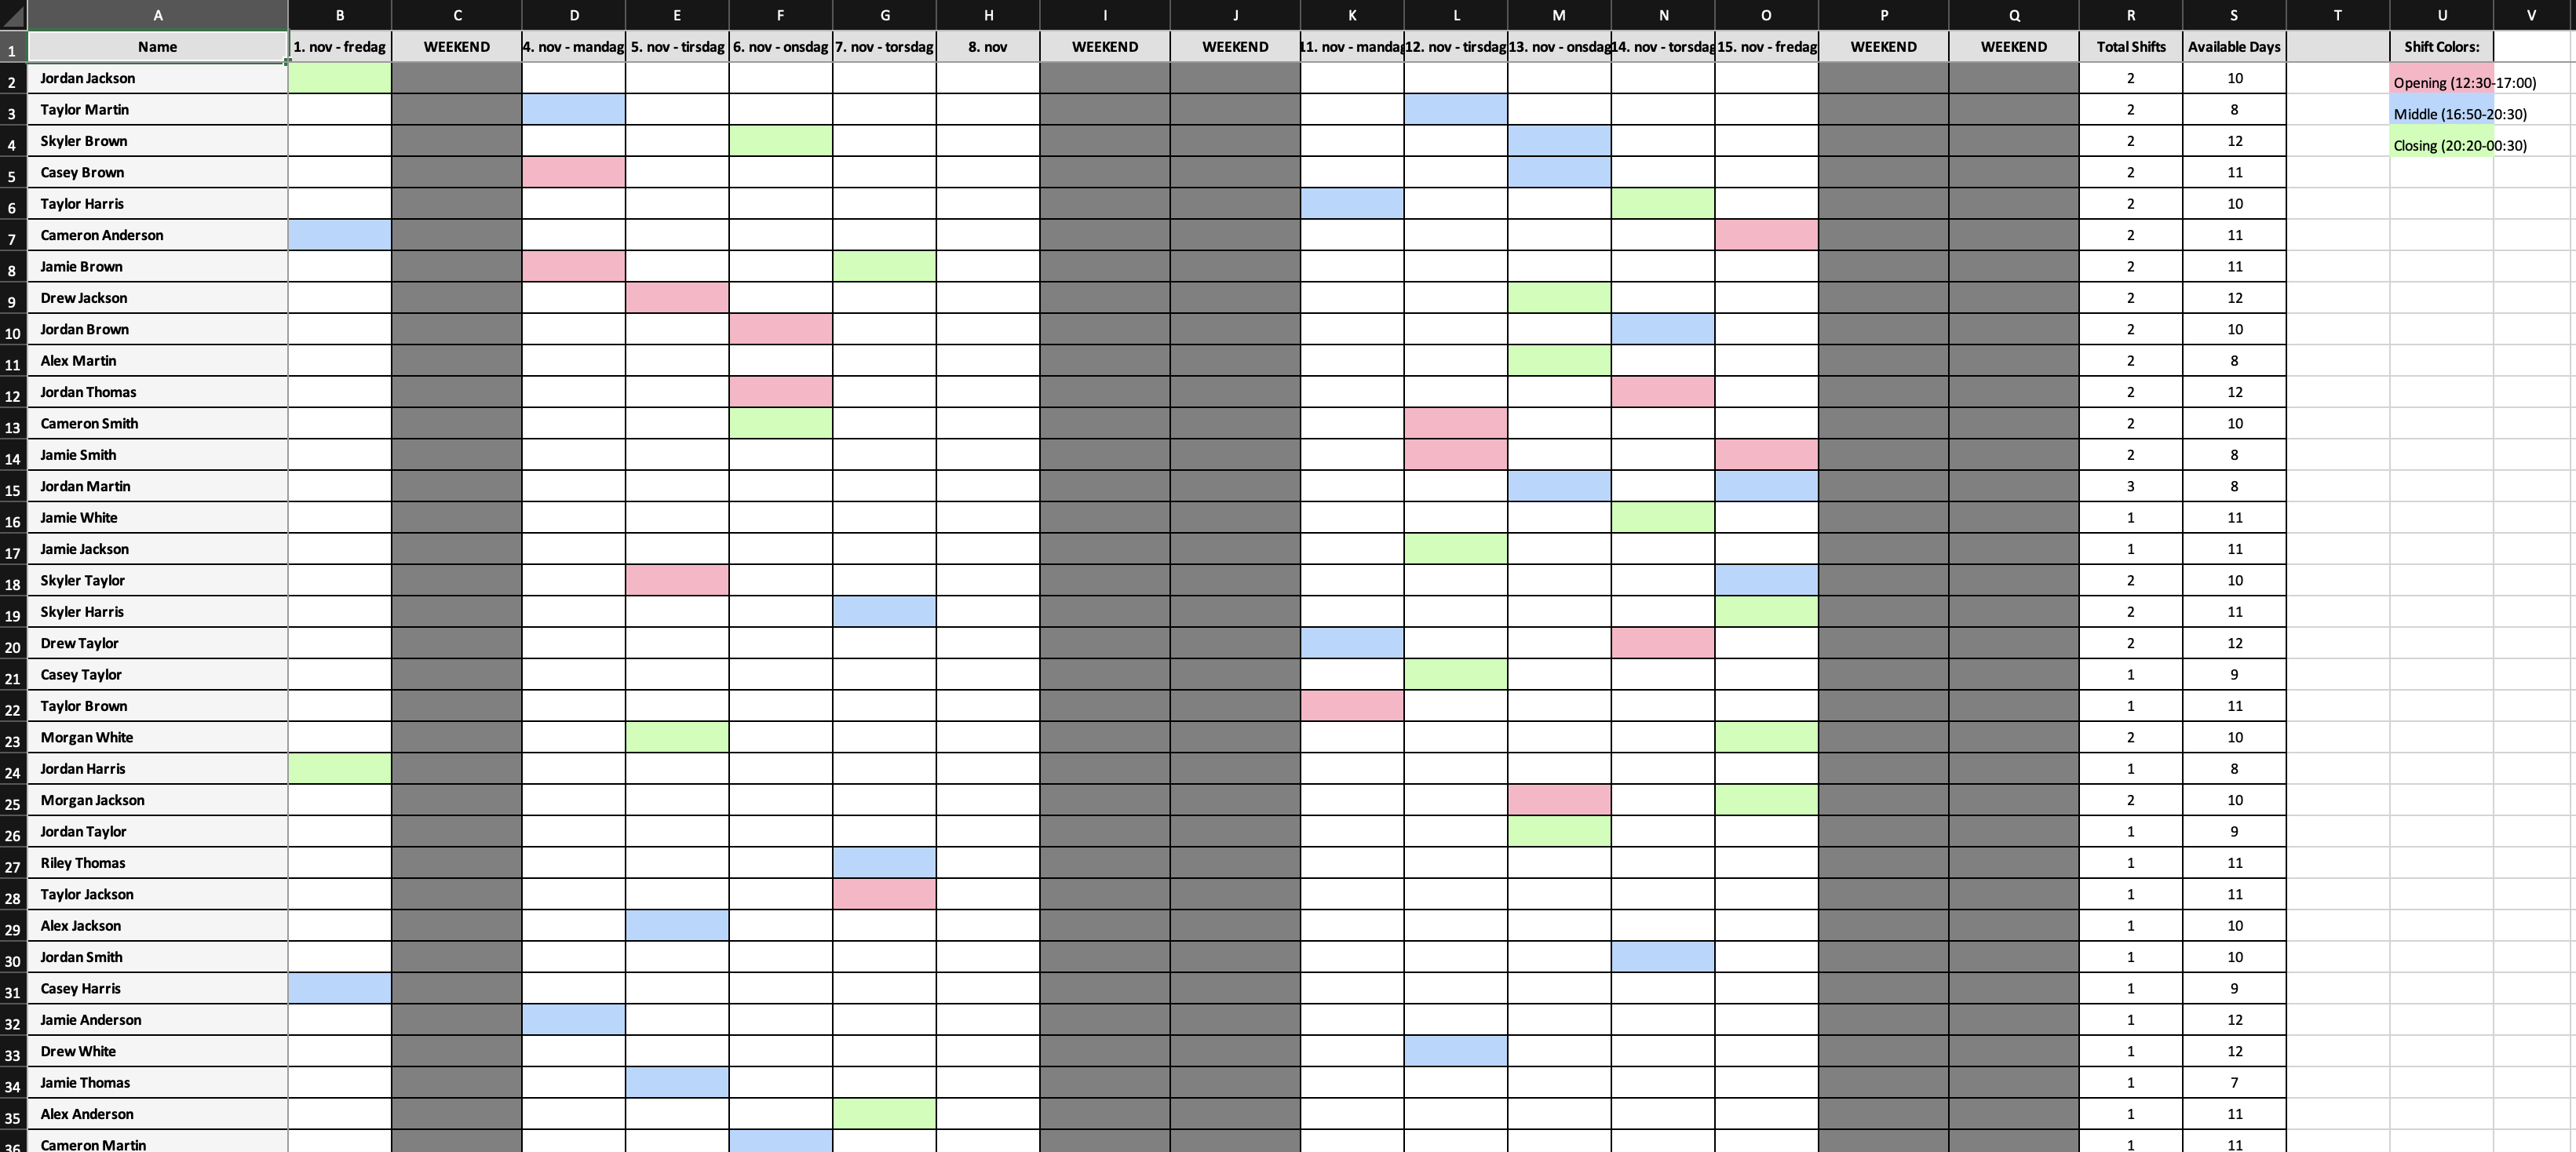 A B C D E F G H I J K L M N O P Q R S T U V
1 Name 1. nov - fredag WEEKEND 4. nov - mandag 5. nov - tirsdag 6. nov - onsdag 7. nov - torsdag 8. nov WEEKEND WEEKEND 11. nov - mandag 12. nov - tirsdag 13. nov - onsdag 14. nov - torsdag 15. nov - fredag WEEKEND WEEKEND Total Shifts Available Days Shift Colors:
2 Jordan Jackson 2 10 Opening (12:30-17:00)
3 Taylor Martin 2 8 Middle (16:50-20:30)
4 Skyler Brown 2 12 Closing (20:20-00:30)
5 Casey Brown 2 11
6 Taylor Harris 2 10
7 Cameron Anderson 2 11
8 Jamie Brown 2 11
9 Drew Jackson 2 12
10 Jordan Brown 2 10
11 Alex Martin 2 8
12 Jordan Thomas 2 12
13 Cameron Smith 2 10
14 Jamie Smith 2 8
15 Jordan Martin 3 8
16 Jamie White 1 11
17 Jamie Jackson 1 11
18 Skyler Taylor 2 10
19 Skyler Harris 2 11
20 Drew Taylor 2 12
21 Casey Taylor 1 9
22 Taylor Brown 1 11
23 Morgan White 2 10
24 Jordan Harris 1 8
25 Morgan Jackson 2 10
26 Jordan Taylor 1 9
27 Riley Thomas 1 11
28 Taylor Jackson 1 11
29 Alex Jackson 1 10
30 Jordan Smith 1 10
31 Casey Harris 1 9
32 Jamie Anderson 1 12
33 Drew White 1 12
34 Jamie Thomas 1 7
35 Alex Anderson 1 11
36 Cameron Martin 1 11